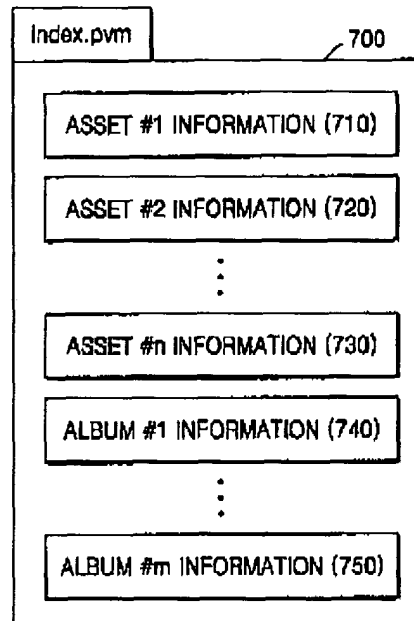 Index.pvm
700
ASSET #1 INFORMATION (710)
ASSET #2 INFORMATION (720)
ASSET #n INFORMATION (730)
ALBUM #1 INFORMATION (740)
ALBUM #m INFORMATION (750)